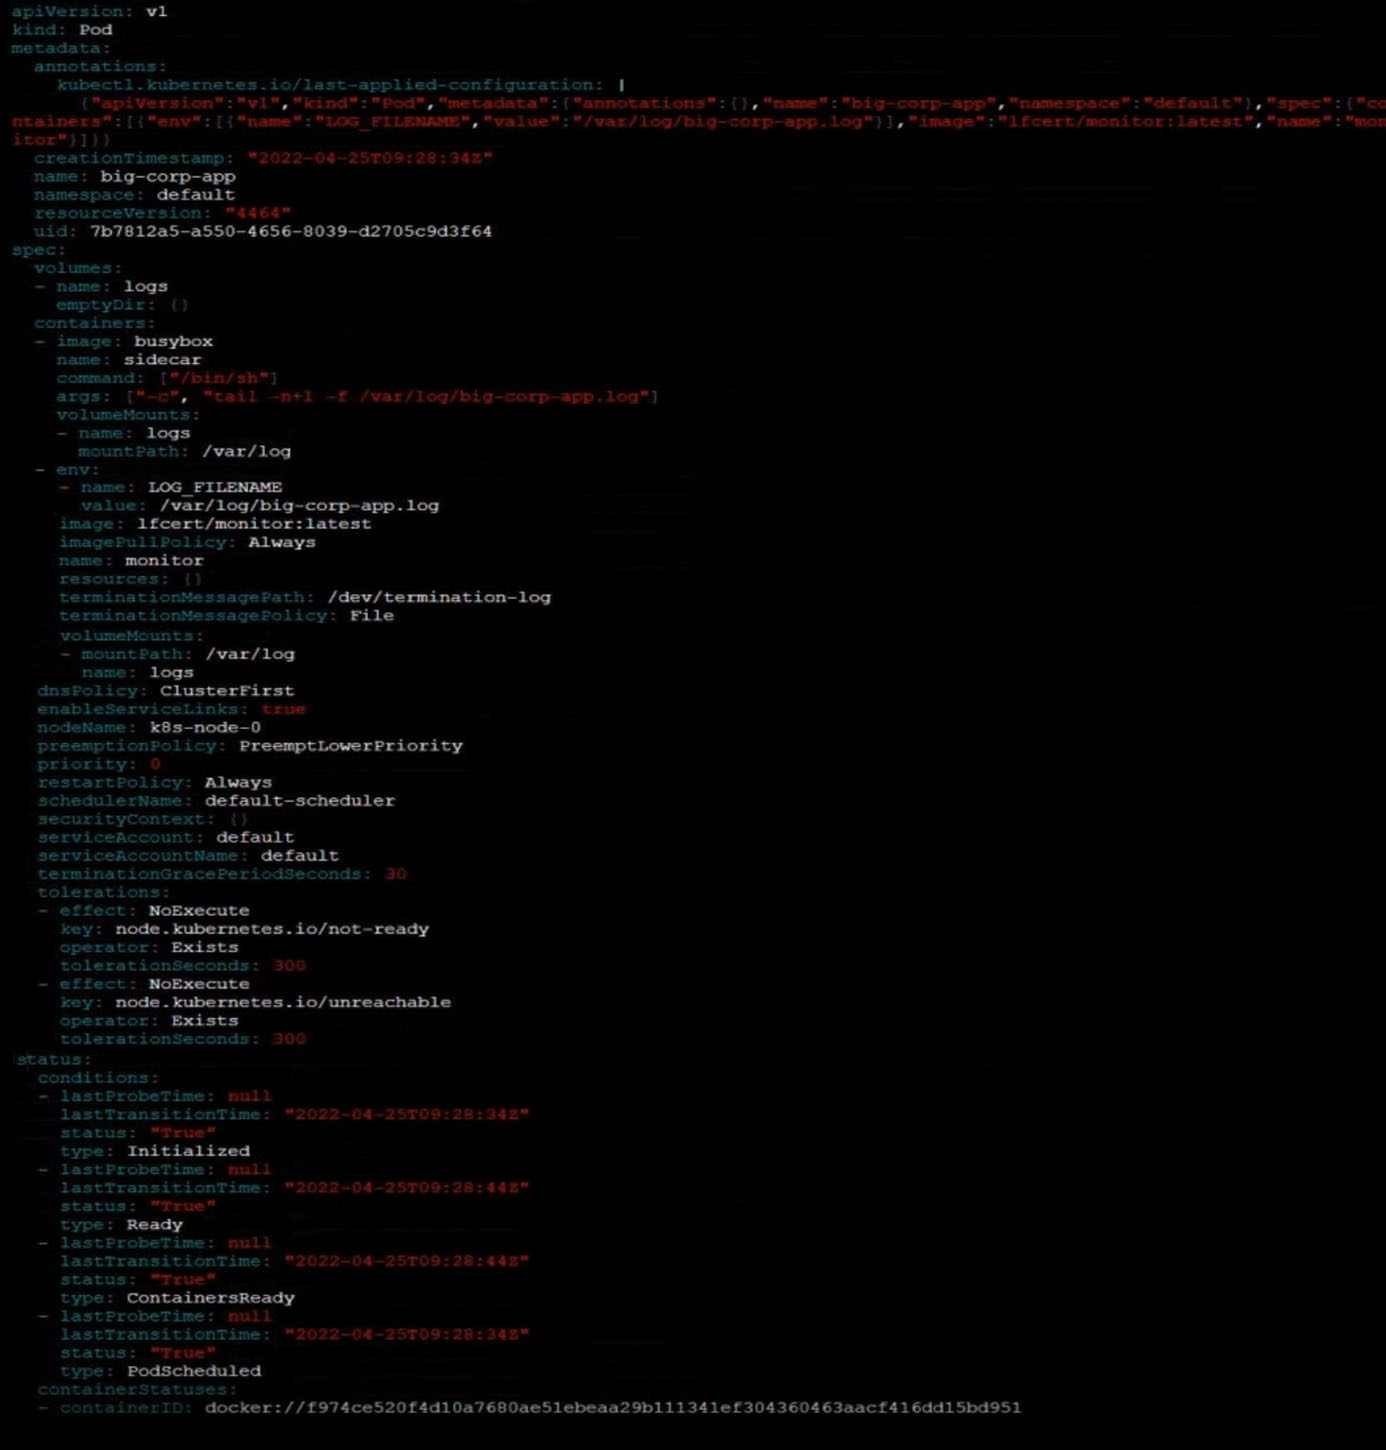 apiVersion: v1
kind: Pod
metadata:
  annotations:
    kubectl.kubernetes.io/last-applied-configuration: |
      {"apiVersion":"v1","kind":"Pod","metadata":{"annotations":{},"name":"big-corp-app","namespace":"default"},"spec":{"co
ntainers":[{"env":[{"name":"LOG_FILENAME","value":"/var/log/big-corp-app.log"}],"image":"lfcert/monitor:latest","name":"mon
itor"}]}}
  creationTimestamp: "2022-04-25T09:28:34Z"
  name: big-corp-app
  namespace: default
  resourceVersion: "4464"
  uid: 7b7812a5-a550-4656-8039-d2705c9d3f64
spec:
  volumes:
  - name: logs
    emptyDir: {}
  containers:
  - image: busybox
    name: sidecar
    command: ["/bin/sh"]
    args: ["-c", "tail -n+1 -f /var/log/big-corp-app.log"]
    volumeMounts:
    - name: logs
      mountPath: /var/log
  - env:
    - name: LOG_FILENAME
      value: /var/log/big-corp-app.log
    image: lfcert/monitor:latest
    imagePullPolicy: Always
    name: monitor
    resources: {}
    terminationMessagePath: /dev/termination-log
    terminationMessagePolicy: File
    volumeMounts:
    - mountPath: /var/log
      name: logs
  dnsPolicy: ClusterFirst
  enableServiceLinks: true
  nodeName: k8s-node-0
  preemptionPolicy: PreemptLowerPriority
  priority: 0
  restartPolicy: Always
  schedulerName: default-scheduler
  securityContext: {}
  serviceAccount: default
  serviceAccountName: default
  terminationGracePeriodSeconds: 30
  tolerations:
  - effect: NoExecute
    key: node.kubernetes.io/not-ready
    operator: Exists
    tolerationSeconds: 300
  - effect: NoExecute
    key: node.kubernetes.io/unreachable
    operator: Exists
    tolerationSeconds: 300
status:
  conditions:
  - lastProbeTime: null
    lastTransitionTime: "2022-04-25T09:28:34Z"
    status: "True"
    type: Initialized
  - lastProbeTime: null
    lastTransitionTime: "2022-04-25T09:28:44Z"
    status: "True"
    type: Ready
  - lastProbeTime: null
    lastTransitionTime: "2022-04-25T09:28:44Z"
    status: "True"
    type: ContainersReady
  - lastProbeTime: null
    lastTransitionTime: "2022-04-25T09:28:34Z"
    status: "True"
    type: PodScheduled
  containerStatuses:
  - containerID: docker://f974ce520f4d10a7680ae51ebeaa29b111341ef304360463aacf416dd15bd951